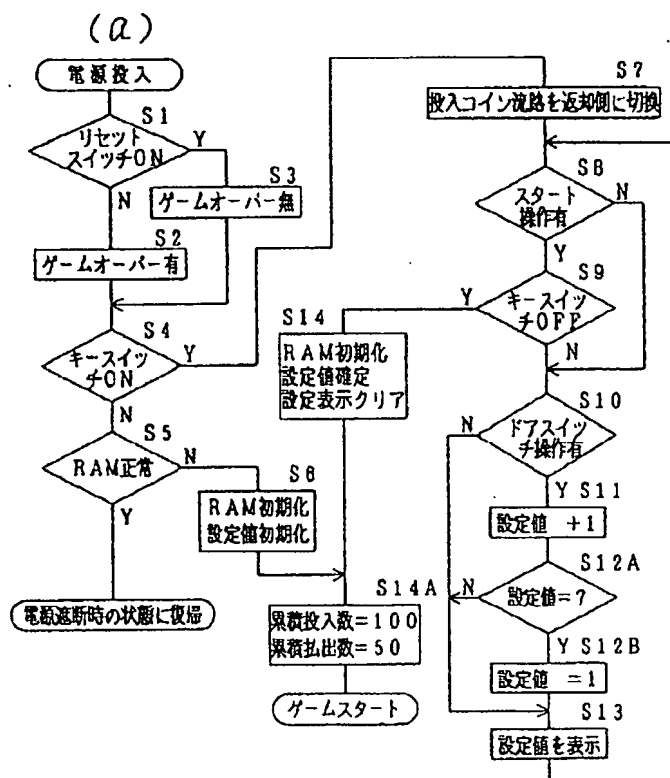 (a)
電源投入
S1
リセット
スイッチON
Y
N
S3
ゲームオーバー無
S2
ゲームオーバー有
S4
キースイッ
チON
Y
N
S5
RAM正常
N
Y
S6
RAM初期化
設定値初期化
電源遮断時の状態に復帰
S14
RAM初期化
設定値確定
設定表示クリア
S14A
累積投入数=100
累積払出数=50
ゲームスタート
S7
投入コイン流路を返却側に切換
S8
スタート
操作有
N
Y
S9
キースイッ
チOFF
Y
N
S10
ドアスイッ
チ操作有
N
Y S11
設定値 +1
S12A
設定値=7
N
Y S12B
設定値 =1
S13
設定値を表示